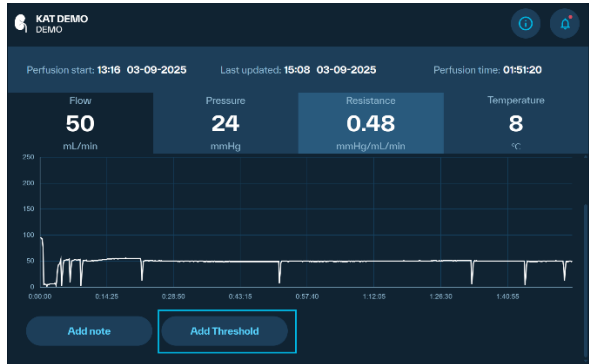 KAT DEMO
DEMO
Perfusion start: 13:16 03-09-2025 Last updated: 15:08 03-09-2025 Perfusion time: 01:51:20
Flow Pressure Resistance Temperature
50 24 0.48 8
mL/min mmHg mmHg/mL/min °C
250
200
150
100
50
0
0:00:00 0:14:25 0:28:50 0:43:15 0:57:40 1:12:05 1:26:30 1:40:55
Add note Add Threshold